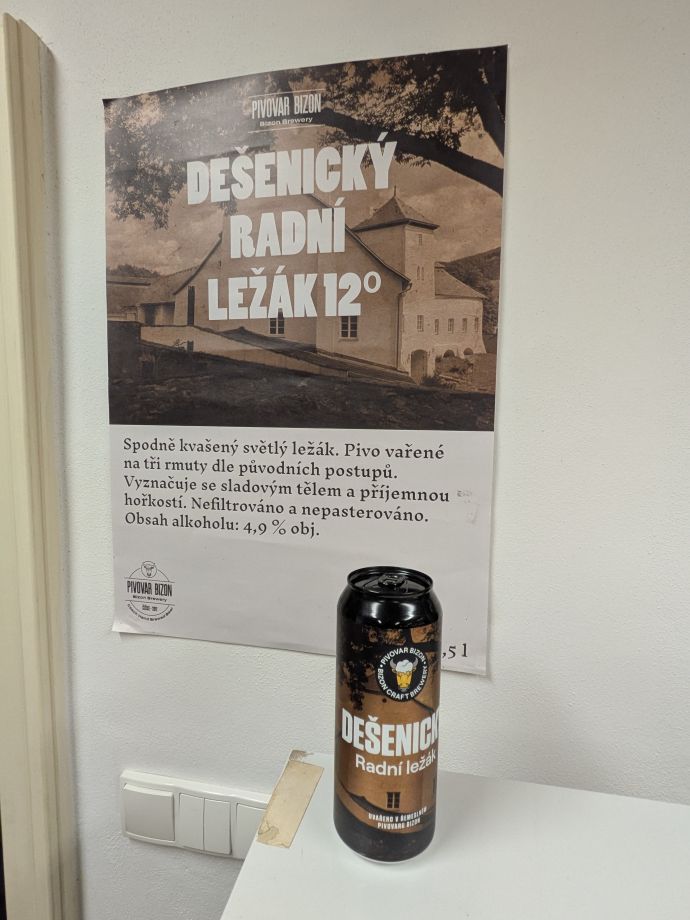 PIVOVAR BIZON
Bizon Brewery
DEŠENICKÝ
RADNÍ
LEŽÁK 12°
Spodně kvašený světlý ležák. Pivo vařené
na tři rmuty dle původních postupů.
Vyznačuje se sladovým tělem a příjemnou
hořkostí. Nefiltrováno a nepasterováno.
Obsah alkoholu: 4,9 % obj.
PIVOVAR BIZON
Bizon Brewery
,5 l
PIVOVAR BIZON
BIZON CRAFT BREWERY
DEŠENICK
Radní ležák
UVAŘENO V ŘEMESLNÉM
PIVOVARU BIZON